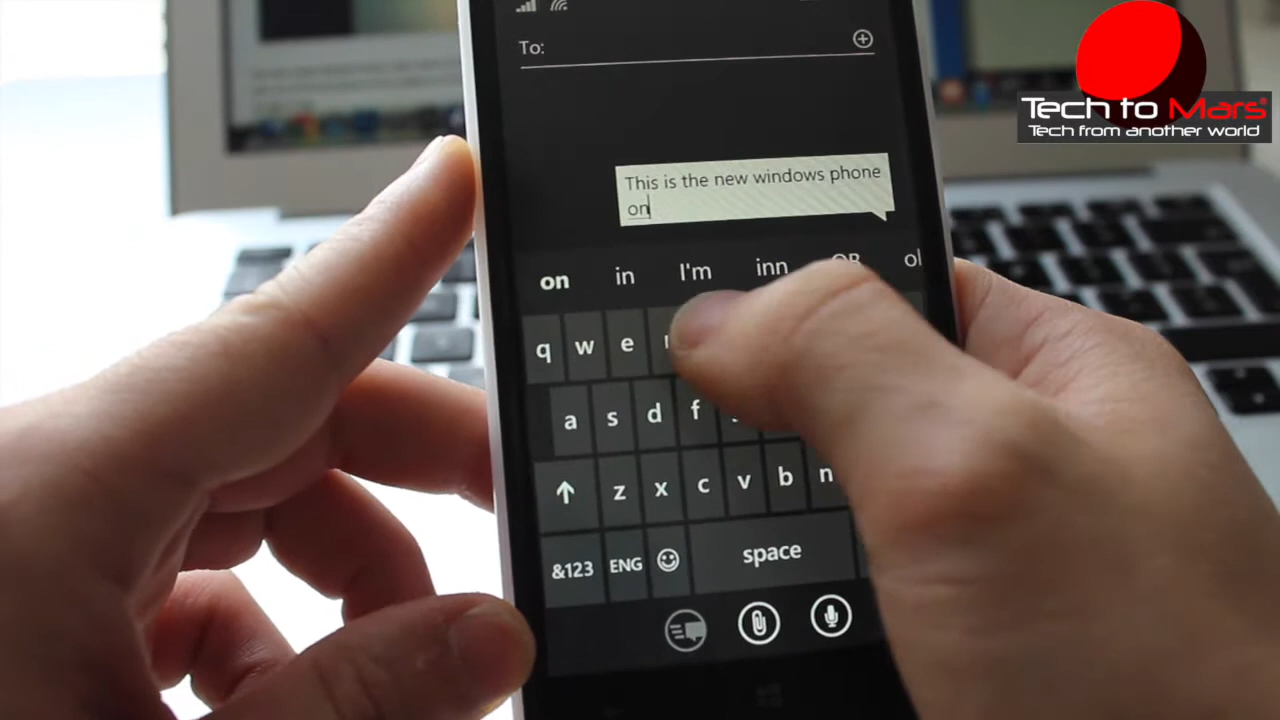 To:
Tech to Mars
Tech from another world
This is the new windows phone
on
on in I'm inn OR
q w e
a s d f
z x c v b n
&123 ENG space